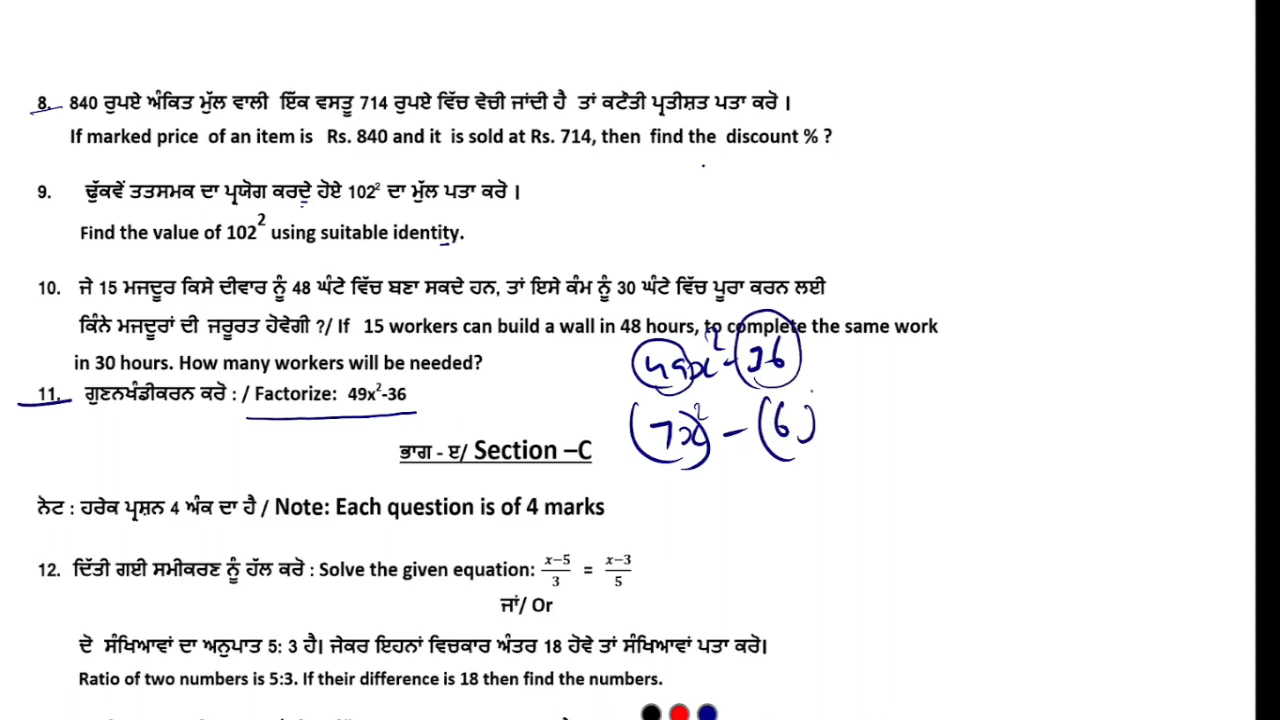 8. 840 ਰੁਪਏ ਅੰਕਿਤ ਮੁੱਲ ਵਾਲੀ ਇੱਕ ਵਸਤੂ 714 ਰੁਪਏ ਵਿੱਚ ਵੇਚੀ ਜਾਂਦੀ ਹੈ ਤਾਂ ਕਟੌਤੀ ਪ੍ਰਤੀਸ਼ਤ ਪਤਾ ਕਰੋ।
If marked price of an item is Rs. 840 and it is sold at Rs. 714, then find the discount % ?
9. ਢੁੱਕਵੇਂ ਤਤਸਮਕ ਦਾ ਪ੍ਰਯੋਗ ਕਰਦੇ ਹੋਏ 102² ਦਾ ਮੁੱਲ ਪਤਾ ਕਰੋ।
Find the value of 102² using suitable identity.
10. ਜੇ 15 ਮਜਦੂਰ ਕਿਸੇ ਦੀਵਾਰ ਨੂੰ 48 ਘੰਟੇ ਵਿੱਚ ਬਣਾ ਸਕਦੇ ਹਨ, ਤਾਂ ਇਸੇ ਕੰਮ ਨੂੰ 30 ਘੰਟੇ ਵਿੱਚ ਪੂਰਾ ਕਰਨ ਲਈ
ਕਿੰਨੇ ਮਜਦੂਰਾਂ ਦੀ ਜਰੂਰਤ ਹੋਵੇਗੀ ?/ If 15 workers can build a wall in 48 hours, to complete the same work
in 30 hours. How many workers will be needed?
49x² - 36
11. ਗੁਣਨਖੰਡੀਕਰਨ ਕਰੋ : / Factorize: 49x²-36
(7x)² - (6)
ਭਾਗ - ੲ/ Section –C
ਨੋਟ : ਹਰੇਕ ਪ੍ਰਸ਼ਨ 4 ਅੰਕ ਦਾ ਹੈ / Note: Each question is of 4 marks
12. ਦਿੱਤੀ ਗਈ ਸਮੀਕਰਣ ਨੂੰ ਹੱਲ ਕਰੋ : Solve the given equation: x−5/3 = x−3/5
ਜਾਂ/ Or
ਦੋ ਸੰਖਿਆਵਾਂ ਦਾ ਅਨੁਪਾਤ 5: 3 ਹੈ। ਜੇਕਰ ਇਹਨਾਂ ਵਿਚਕਾਰ ਅੰਤਰ 18 ਹੋਵੇ ਤਾਂ ਸੰਖਿਆਵਾਂ ਪਤਾ ਕਰੋ।
Ratio of two numbers is 5:3. If their difference is 18 then find the numbers.